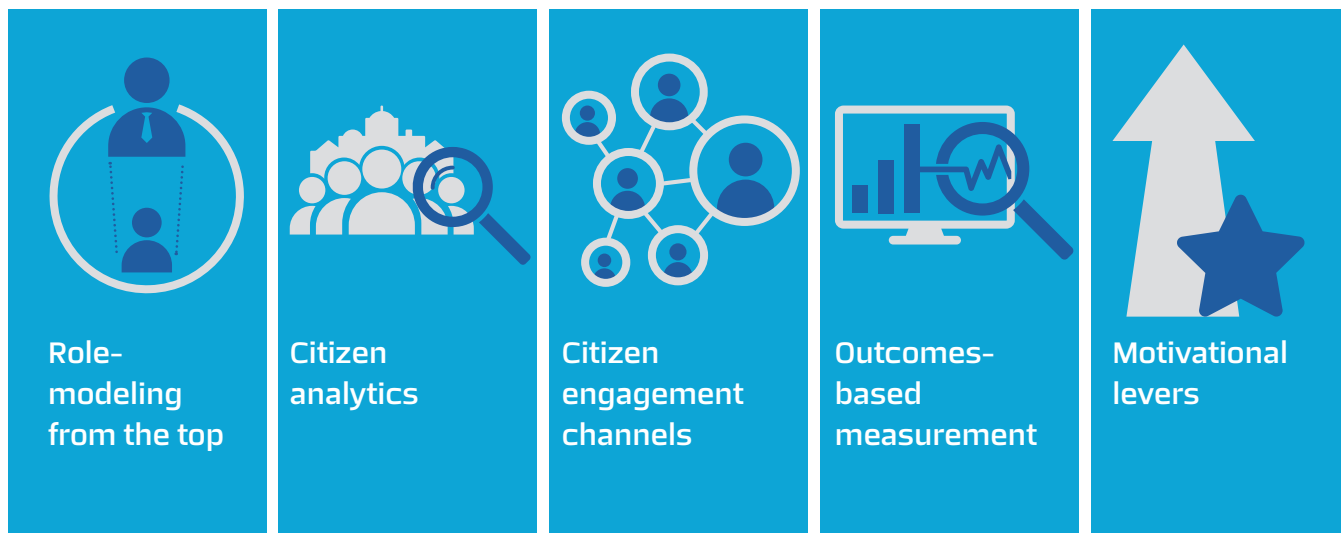 Role-
modeling
from the top
Citizen
analytics
Citizen
engagement
channels
Outcomes-
based
measurement
Motivational
levers